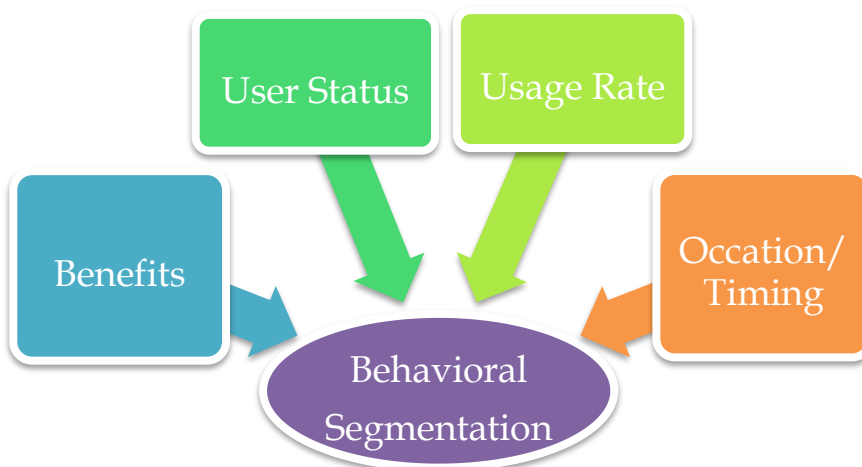 User Status
Usage Rate
Benefits
Occation/
Timing
Behavioral
Segmentation